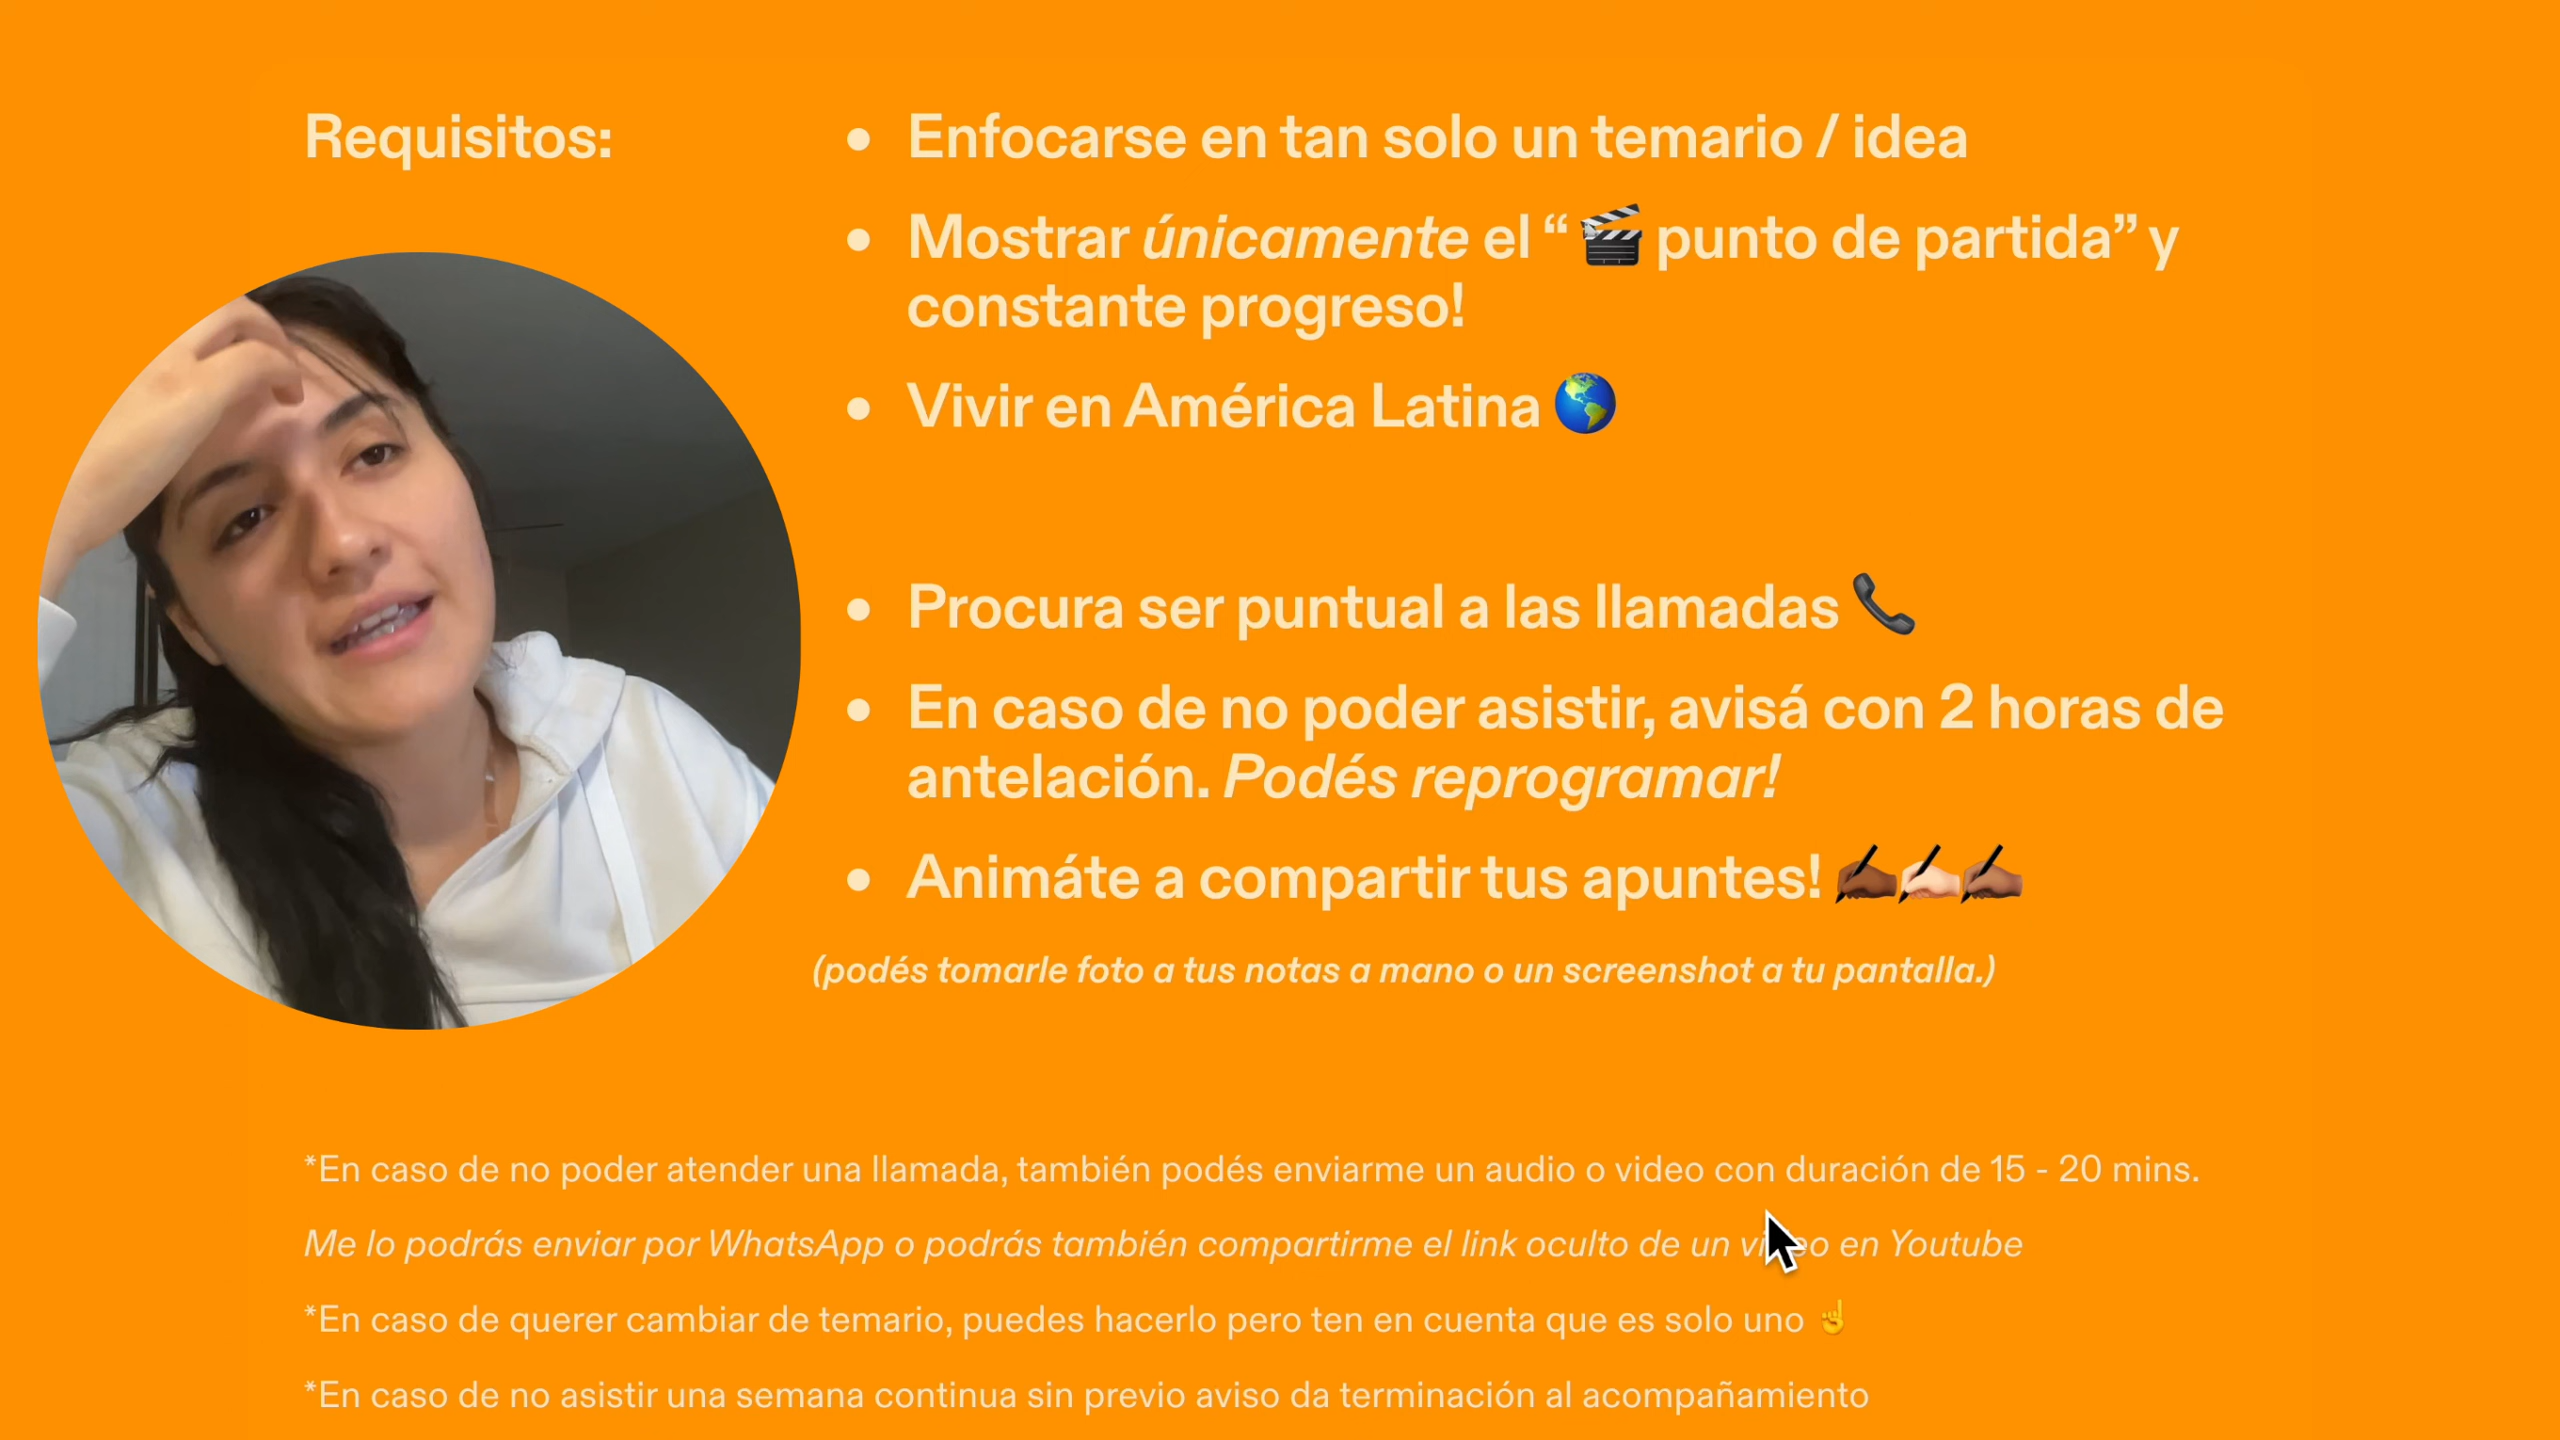 Requisitos:
• Enfocarse en tan solo un temario / idea
• Mostrar únicamente el “🎬 punto de partida” y
constante progreso!
• Vivir en América Latina 🌎
• Procura ser puntual a las llamadas 📞
• En caso de no poder asistir, avisá con 2 horas de
antelación. Podés reprogramar!
• Animáte a compartir tus apuntes! ✍🏾✍🏻✍🏾
(podés tomarle foto a tus notas a mano o un screenshot a tu pantalla.)
*En caso de no poder atender una llamada, también podés enviarme un audio o video con duración de 15 - 20 mins.
Me lo podrás enviar por WhatsApp o podrás también compartirme el link oculto de un video en Youtube
*En caso de querer cambiar de temario, puedes hacerlo pero ten en cuenta que es solo uno ☝
*En caso de no asistir una semana continua sin previo aviso da terminación al acompañamiento